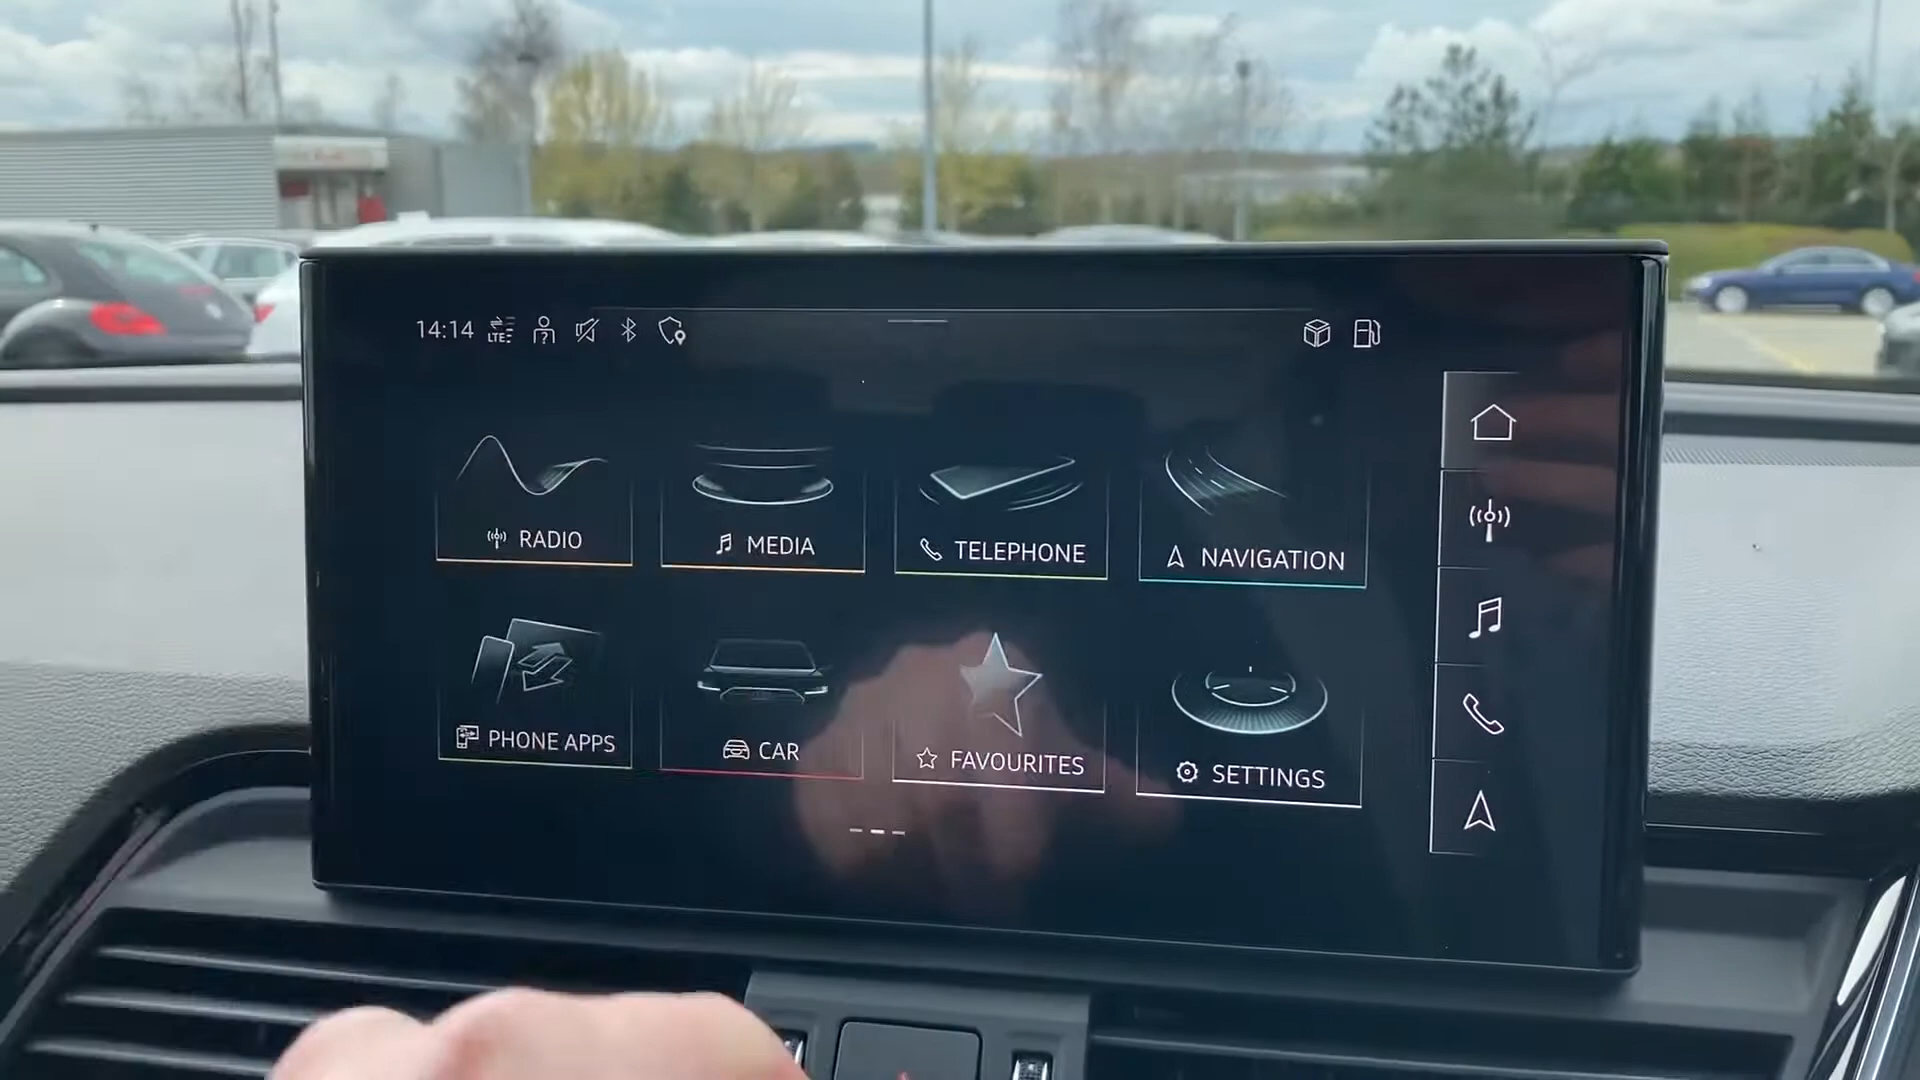 14:14 LTE
RADIO
MEDIA
TELEPHONE
NAVIGATION
PHONE APPS
CAR
FAVOURITES
SETTINGS